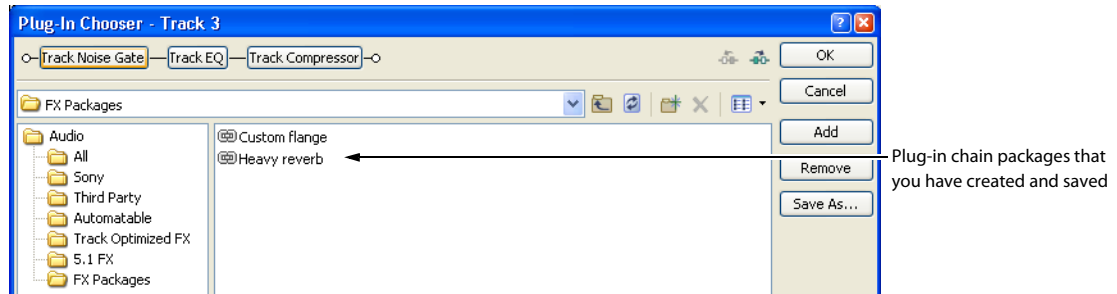 Plug-In Chooser - Track 3
Track Noise Gate Track EQ Track Compressor
OK
Cancel
FX Packages
Add
Remove
Save As...
Audio
All
Sony
Third Party
Automatable
Track Optimized FX
5.1 FX
FX Packages
Custom flange
Heavy reverb
Plug-in chain packages that
you have created and saved